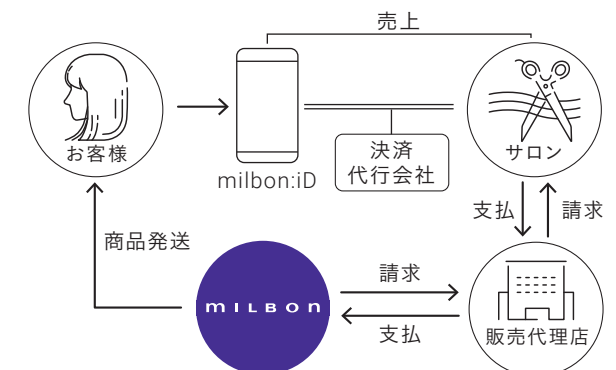 売上
お客様
milbon:iD
決済
代行会社
サロン
支払
請求
商品発送
MILBON
請求
支払
販売代理店